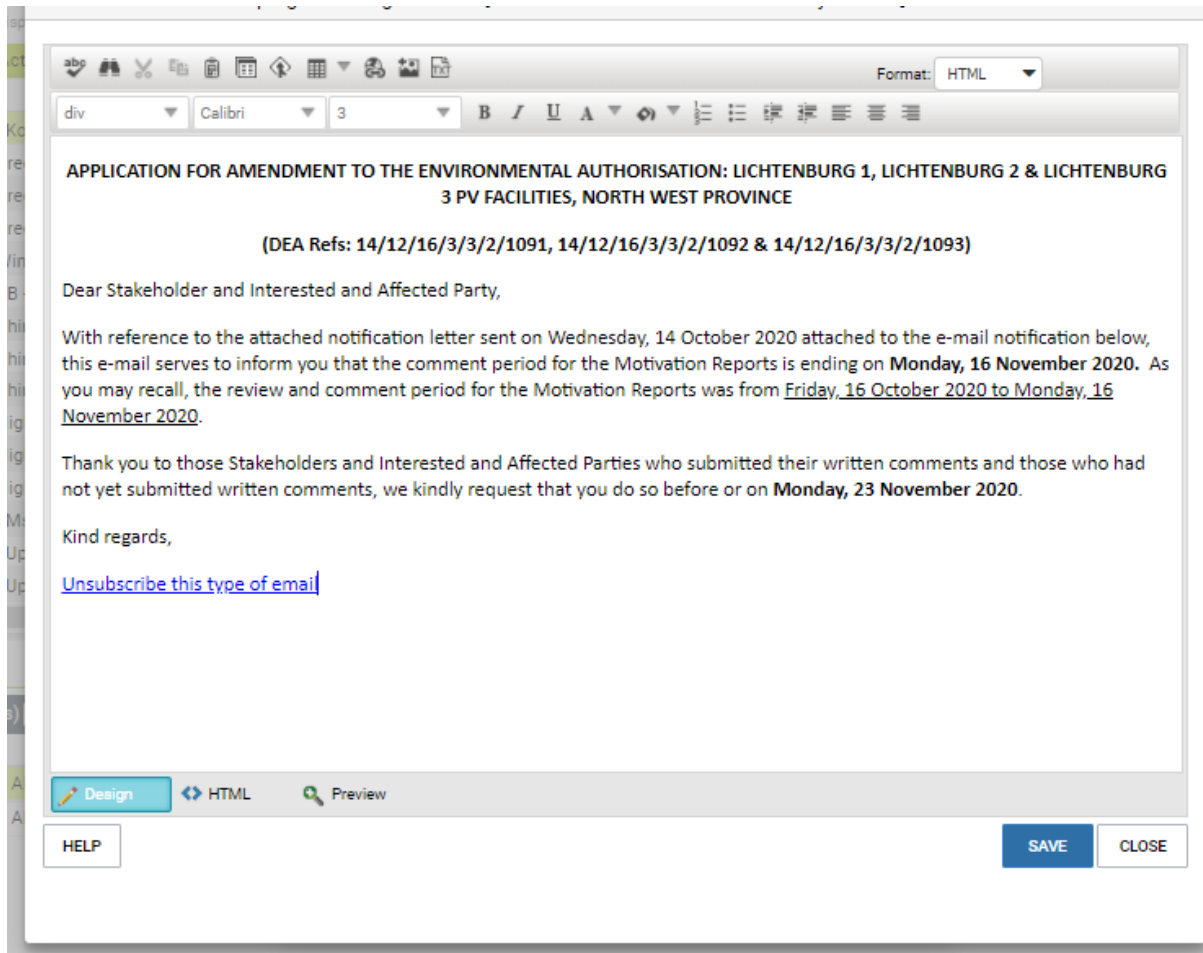 abc
TXT
Format: HTML
div Calibri 3 B I U A
APPLICATION FOR AMENDMENT TO THE ENVIRONMENTAL AUTHORISATION: LICHTENBURG 1, LICHTENBURG 2 & LICHTENBURG
3 PV FACILITIES, NORTH WEST PROVINCE
(DEA Refs: 14/12/16/3/3/2/1091, 14/12/16/3/3/2/1092 & 14/12/16/3/3/2/1093)
Dear Stakeholder and Interested and Affected Party,
With reference to the attached notification letter sent on Wednesday, 14 October 2020 attached to the e-mail notification below,
this e-mail serves to inform you that the comment period for the Motivation Reports is ending on Monday, 16 November 2020. As
you may recall, the review and comment period for the Motivation Reports was from Friday, 16 October 2020 to Monday, 16
November 2020.
Thank you to those Stakeholders and Interested and Affected Parties who submitted their written comments and those who had
not yet submitted written comments, we kindly request that you do so before or on Monday, 23 November 2020.
Kind regards,
Unsubscribe this type of email
Design HTML Preview
HELP SAVE CLOSE